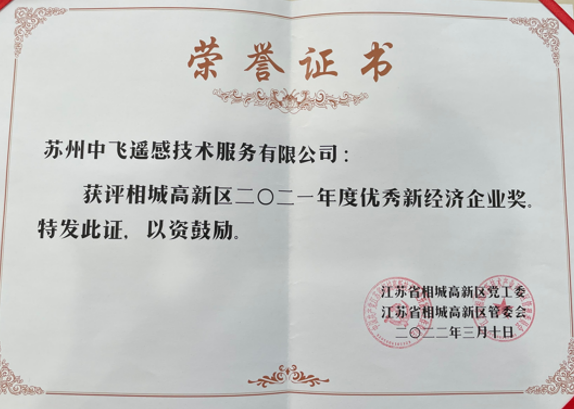 荣誉证书
苏州中飞遥感技术服务有限公司：
获评相城高新区二〇二一年度优秀新经济企业奖。
特发此证，以资鼓励。
江苏省相城高新区党工委
江苏省相城高新区管委会
二〇二二年三月十日